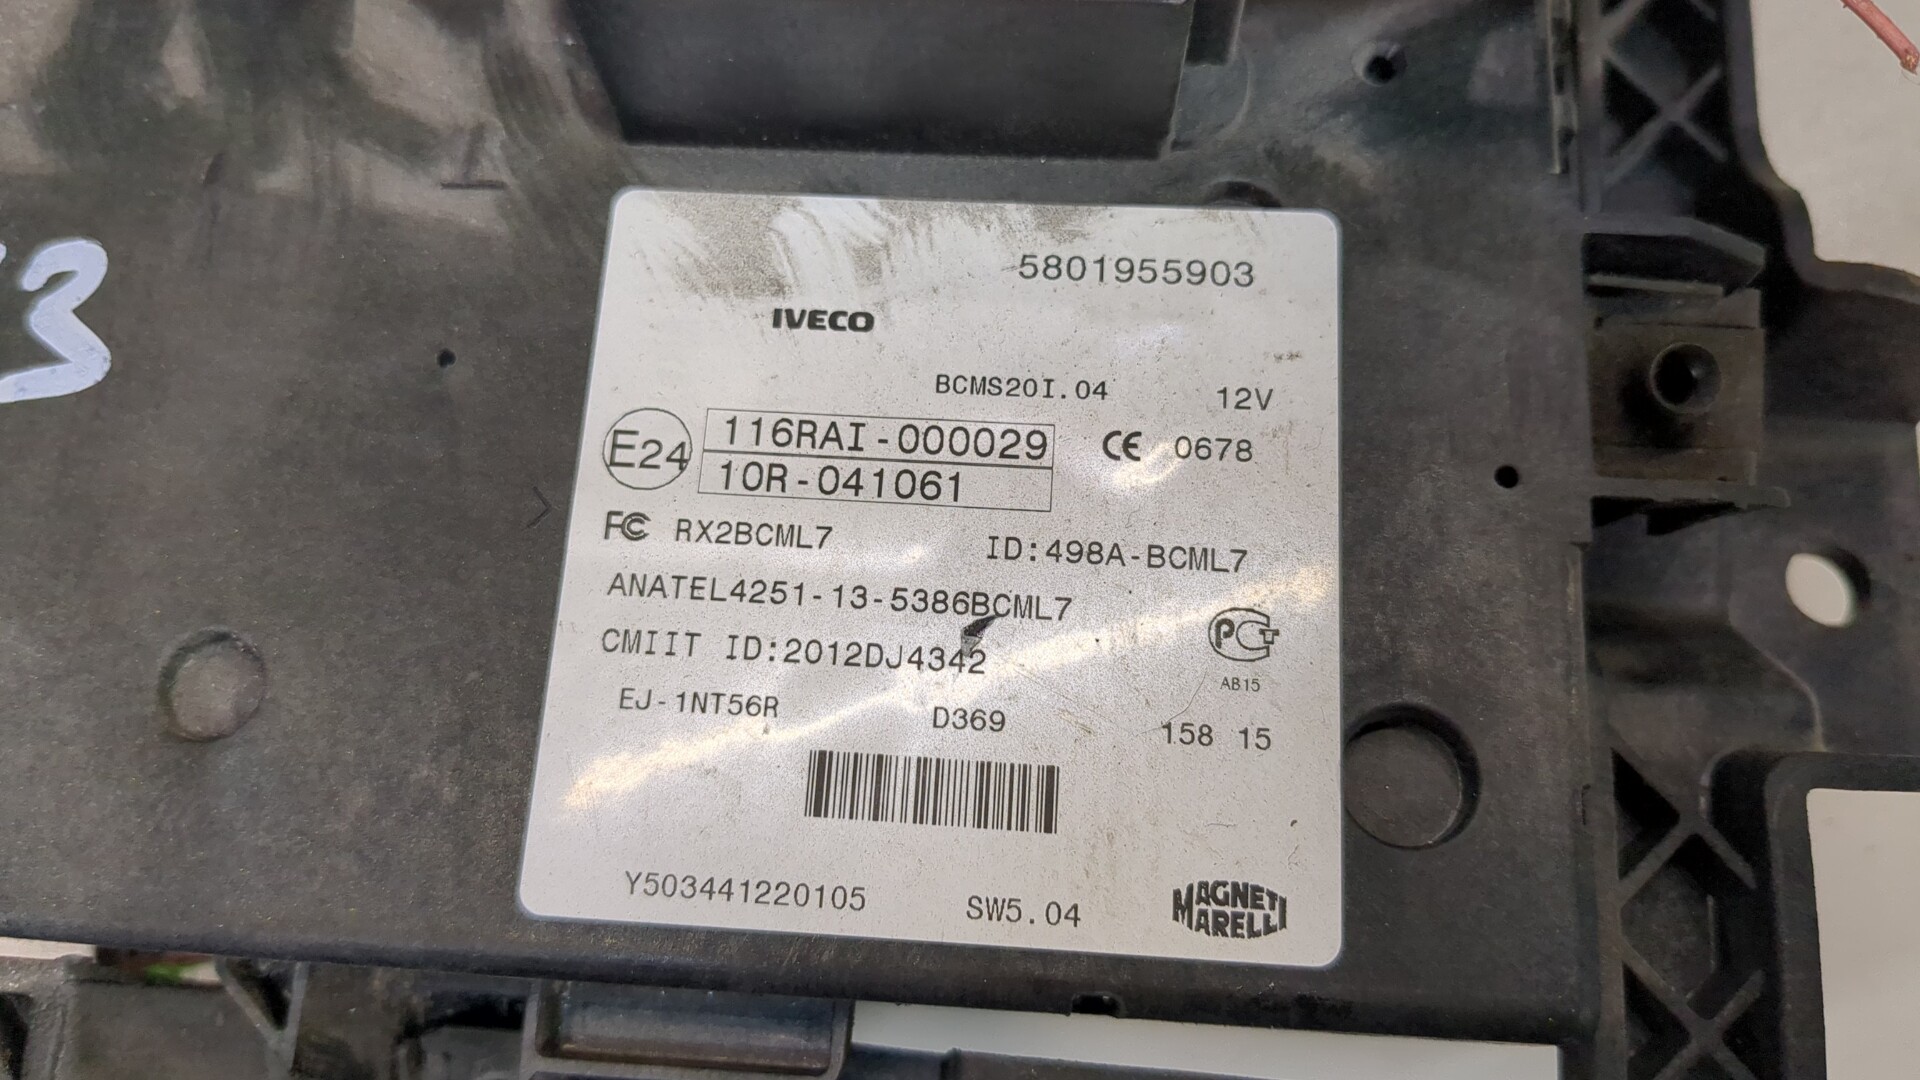 5801955903
IVECO
BCMS20I.04 12V
E24 116RAI-000029 CE 0678
10R-041061
FC RX2BCML7 ID:498A-BCML7
ANATEL4251-13-5386BCML7
CMIIT ID:2012DJ4342
PCT
AB15
EJ-1NT56R D369 158 15
Y503441220105 SW5.04 MAGNETI
MARELLI
3